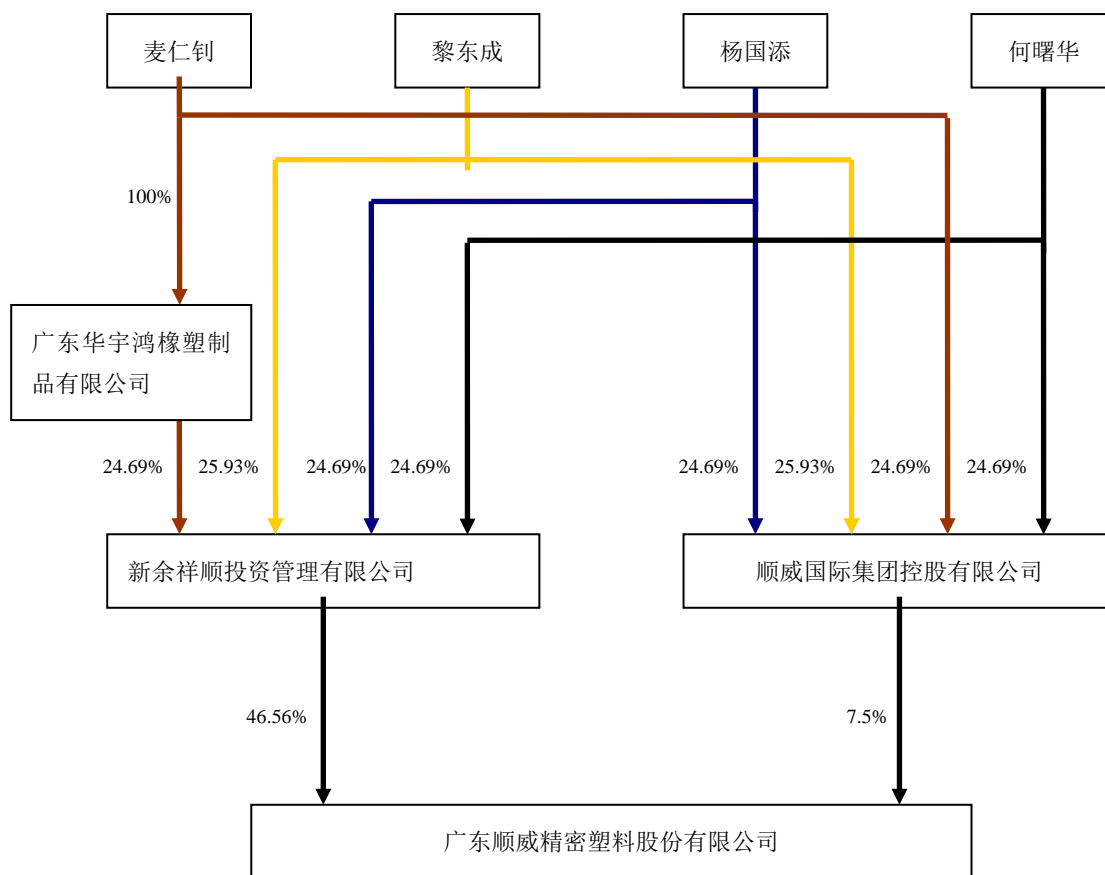 麦仁钊
黎东成
杨国添
何曙华
100%
广东华宇鸿橡塑制
品有限公司
24.69%
25.93%
24.69%
24.69%
24.69%
25.93%
24.69%
24.69%
新余祥顺投资管理有限公司
顺威国际集团控股有限公司
46.56%
7.5%
广东顺威精密塑料股份有限公司